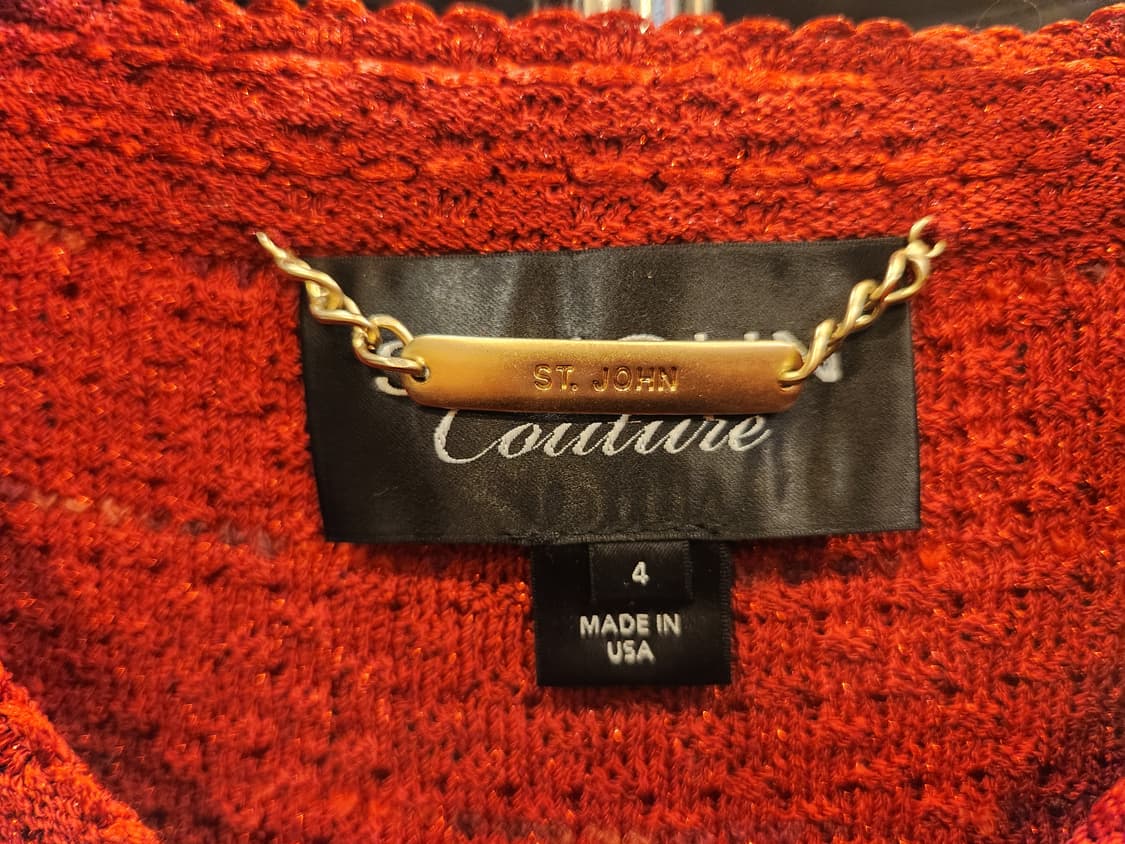 ST. JOHN
Couture
4
MADE IN
USA